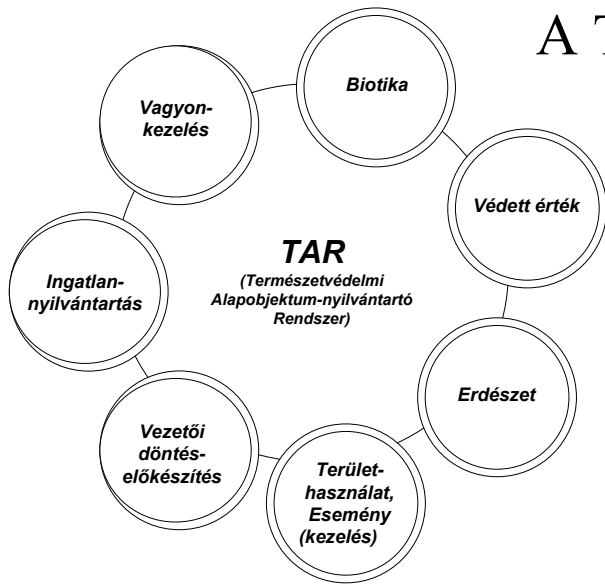 A T
Biotika
Vagyon-
kezelés
Védett érték
TAR
(Természetvédelmi
Alapobjektum-nyilvántartó
Rendszer)
Ingatlan-
nyilvántartás
Erdészet
Vezetői
döntés-
előkészítés
Terület-
használat,
Esemény
(kezelés)